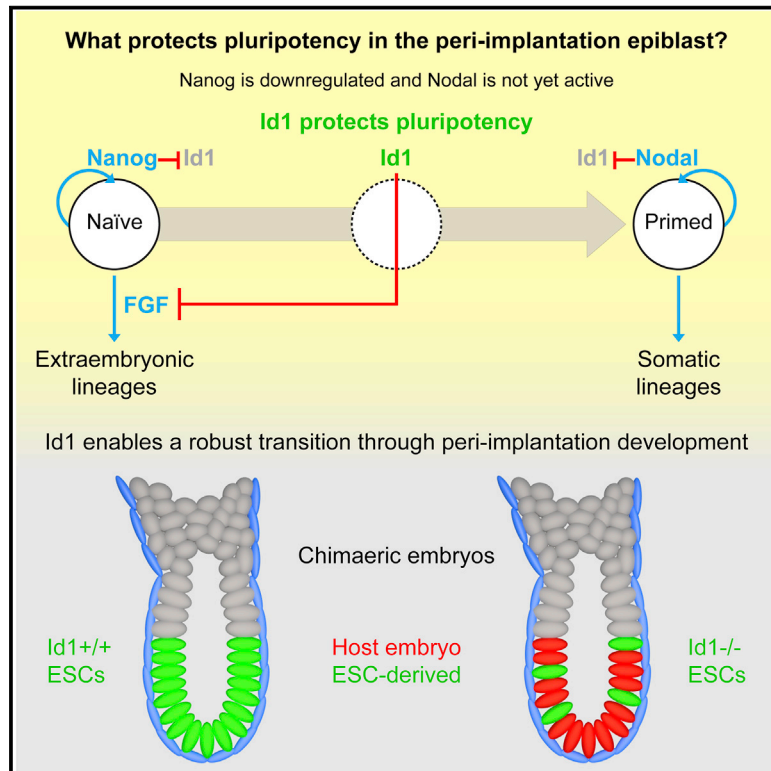 What protects pluripotency in the peri-implantation epiblast?
Nanog is downregulated and Nodal is not yet active
Id1 protects pluripotency
Nanog Id1 Id1 Id1 Nodal
Naïve Primed
FGF
Extraembryonic Somatic
lineages lineages
Id1 enables a robust transition through peri-implantation development
Chimaeric embryos
Id1+/+ Host embryo Id1-/-
ESCs ESC-derived ESCs